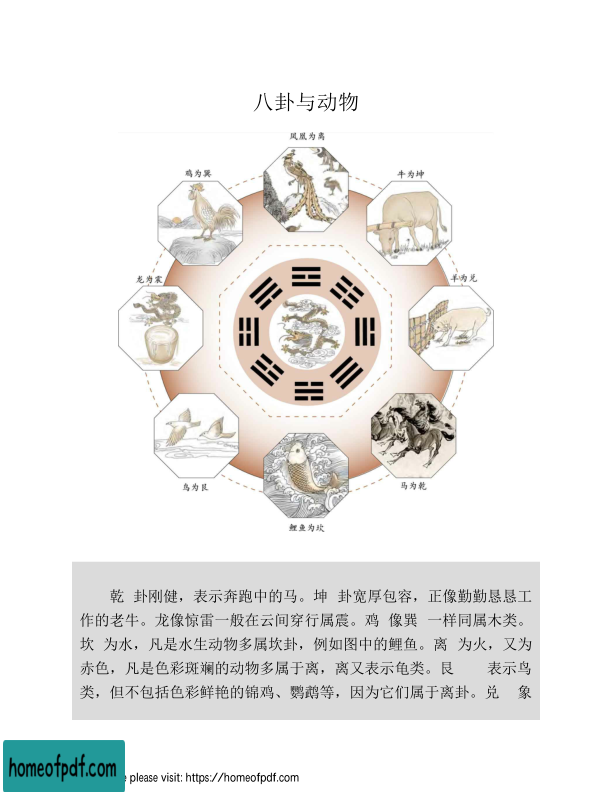 八卦与动物
凤凰为离
鸡为巽
牛为坤
龙为震
羊为兑
鸟为艮
马为乾
鲤鱼为坎
乾 卦刚健，表示奔跑中的马。坤 卦宽厚包容，正像勤勤恳恳工
作的老牛。龙像惊雷一般在云间穿行属震。鸡 像巽 一样同属木类。
坎 为水，凡是水生动物多属坎卦，例如图中的鲤鱼。离 为火，又为
赤色，凡是色彩斑斓的动物多属于离，离又表示龟类。艮 表示鸟
类，但不包括色彩鲜艳的锦鸡、鹦鹉等，因为它们属于离卦。兑 象
homeofpdf.com
e please visit: https://homeofpdf.com